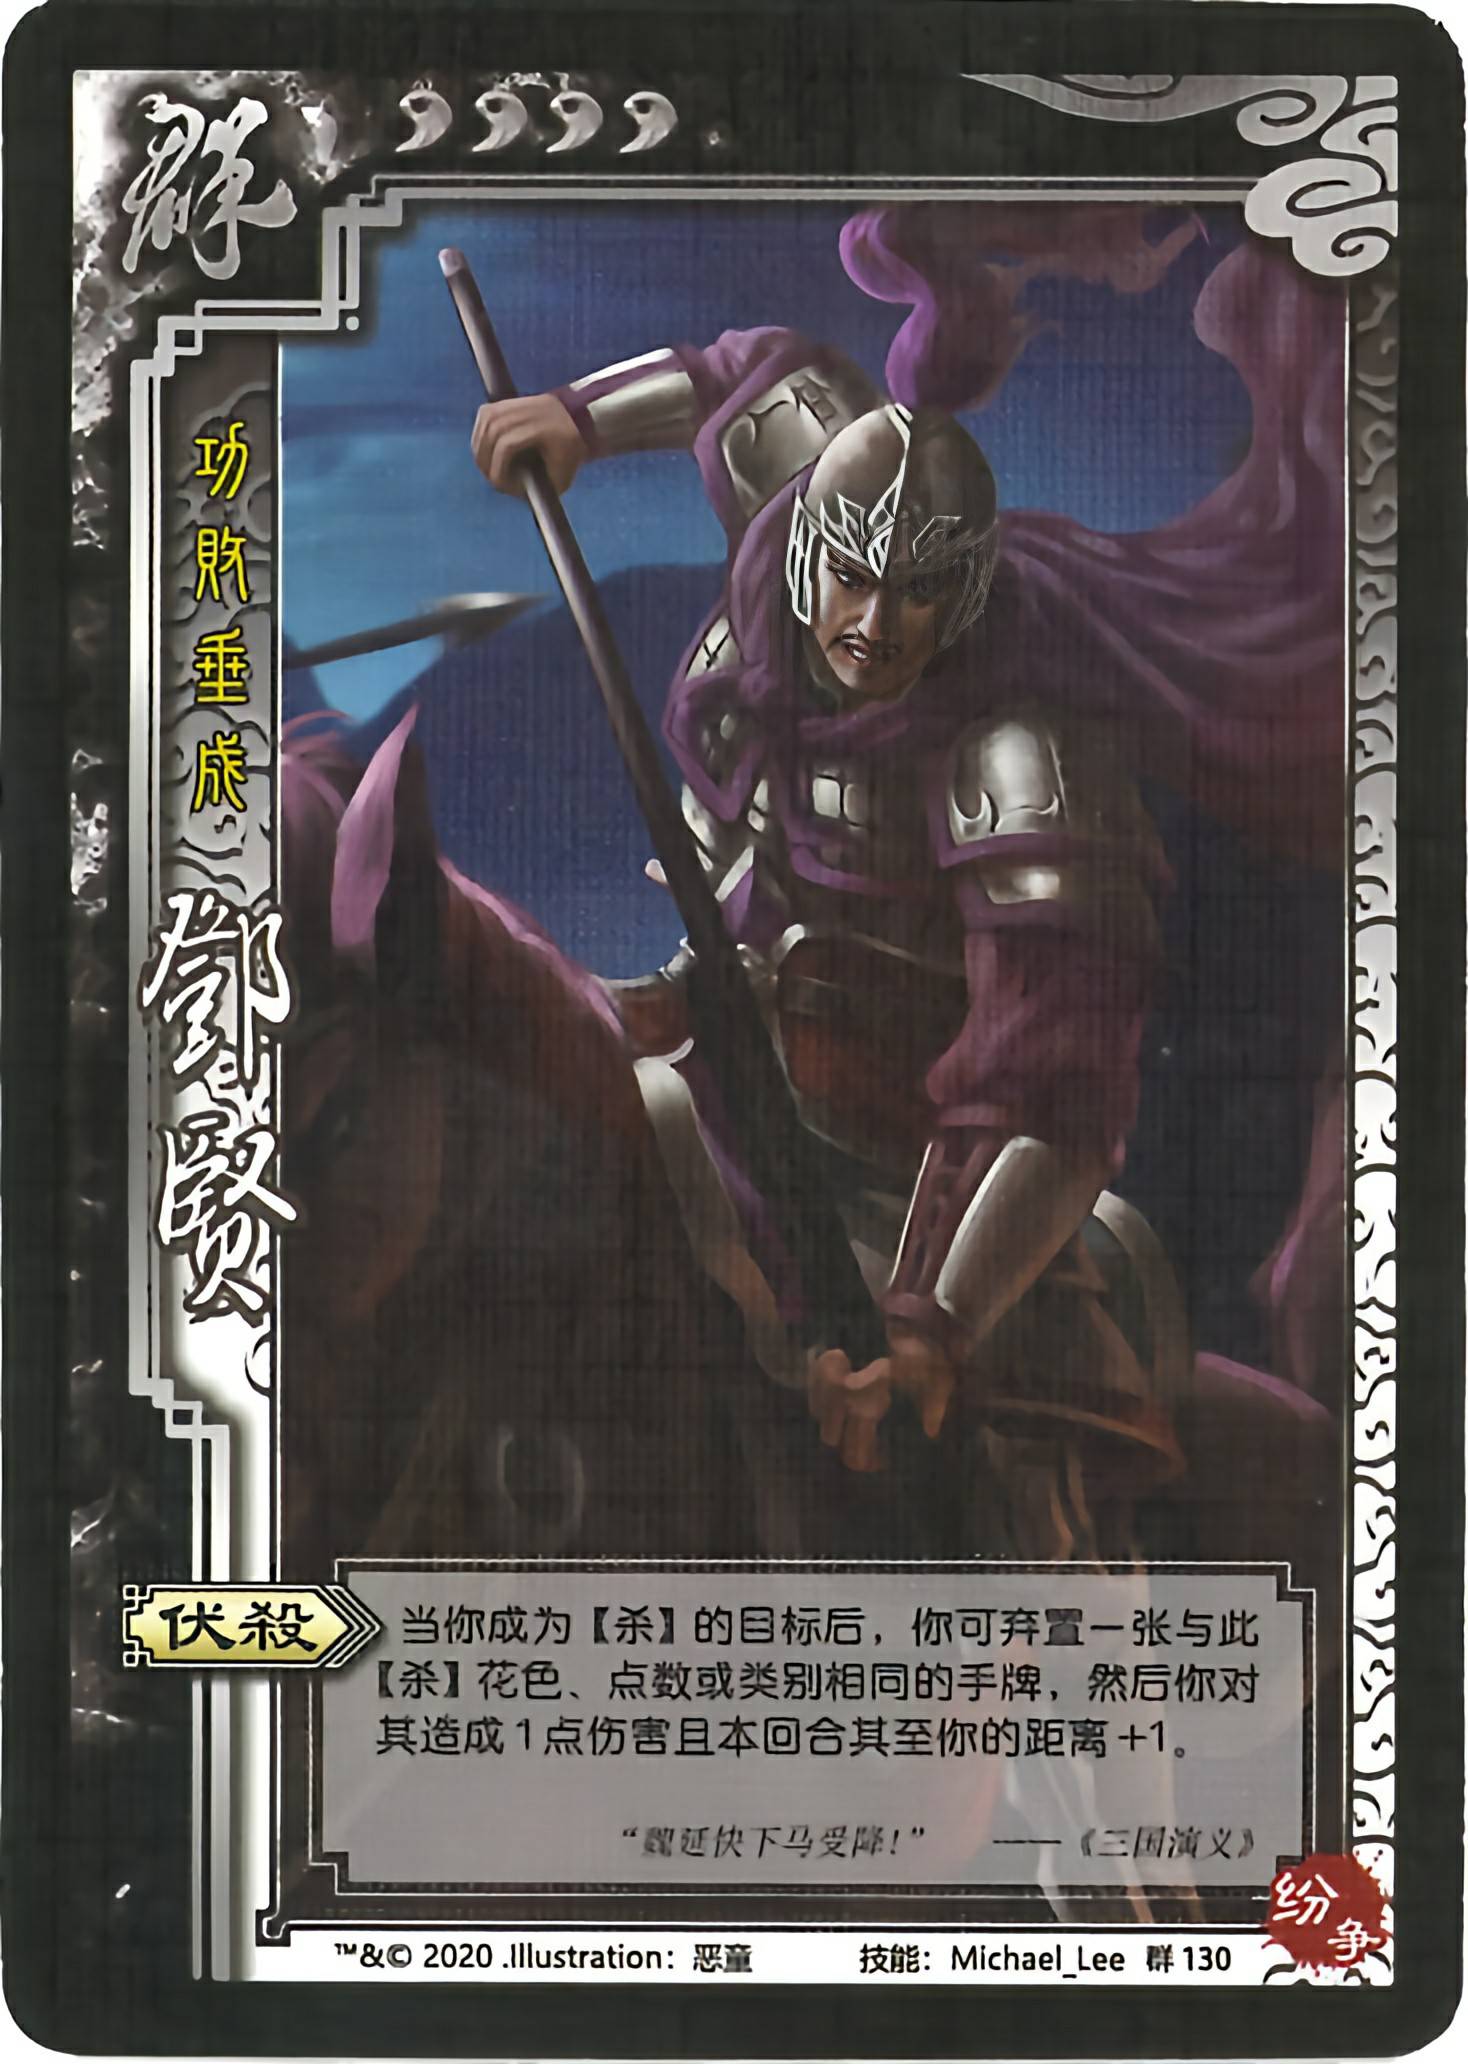 群
功敗垂成
鄧賢
伏殺
当你成为【杀】的目标后，你可弃置一张与此
【杀】花色、点数或类别相同的手牌，然后你对
其造成1点伤害且本回合其至你的距离+1。
“魏延快下马受降！” ——《三国演义》
纷争
™&© 2020 .Illustration：恶童 技能：Michael_Lee 群130